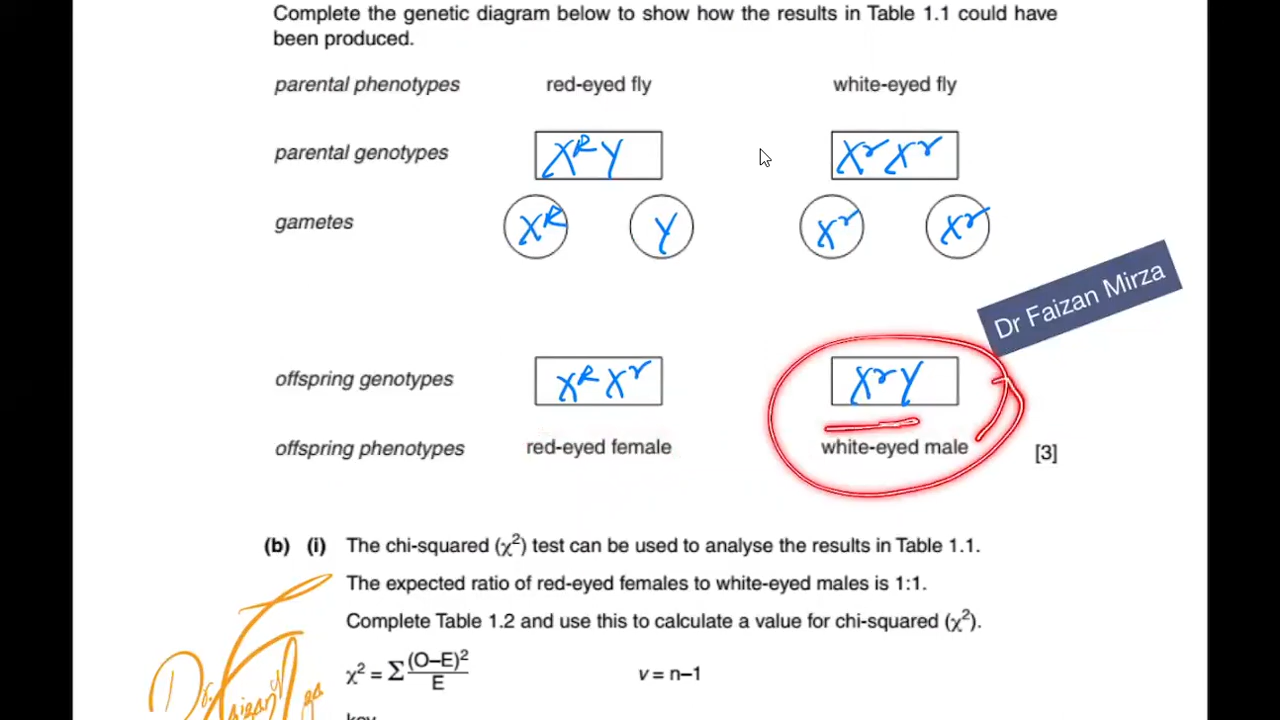 Complete the genetic diagram below to show how the results in Table 1.1 could have
been produced.
parental phenotypes red-eyed fly white-eyed fly
parental genotypes XᴿY XʳXʳ
gametes Xᴿ Y Xʳ Xʳ
Dr Faizan Mirza
offspring genotypes XᴿXʳ XʳY
offspring phenotypes red-eyed female white-eyed male [3]
(b) (i) The chi-squared (χ²) test can be used to analyse the results in Table 1.1.
The expected ratio of red-eyed females to white-eyed males is 1:1.
Complete Table 1.2 and use this to calculate a value for chi-squared (χ²).
χ² = Σ (O–E)²/E v = n–1
Dr.
key